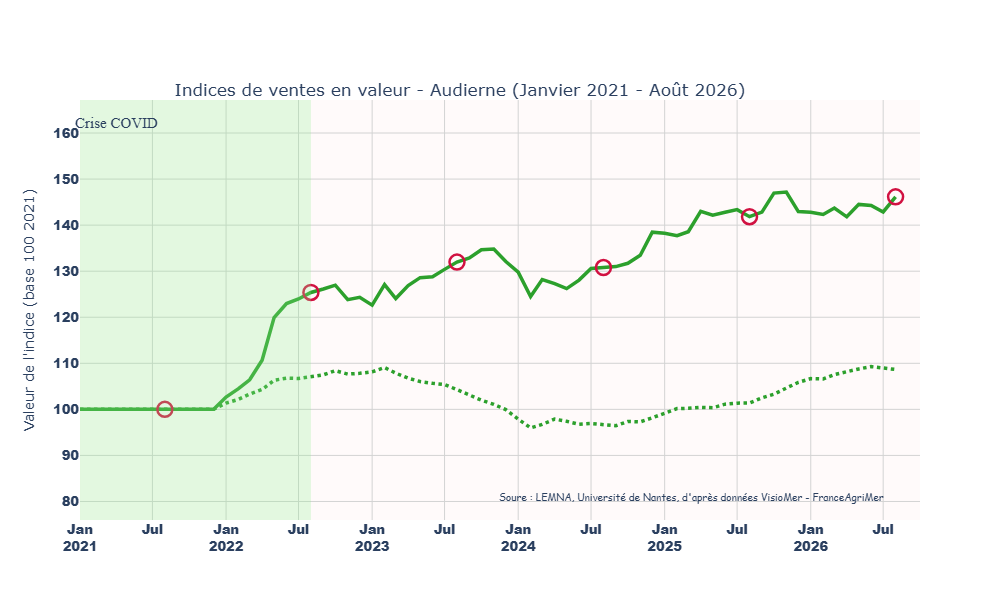 Indices de ventes en valeur - Audierne (Janvier 2021 - Août 2026)
Crise COVID
Valeur de l'indice (base 100 2021)
160
150
140
130
120
110
100
90
80
Soure : LEMNA, Université de Nantes, d'après données VisioMer - FranceAgriMer
Jan Jul Jan Jul Jan Jul Jan Jul Jan Jul Jan Jul
2021 2022 2023 2024 2025 2026